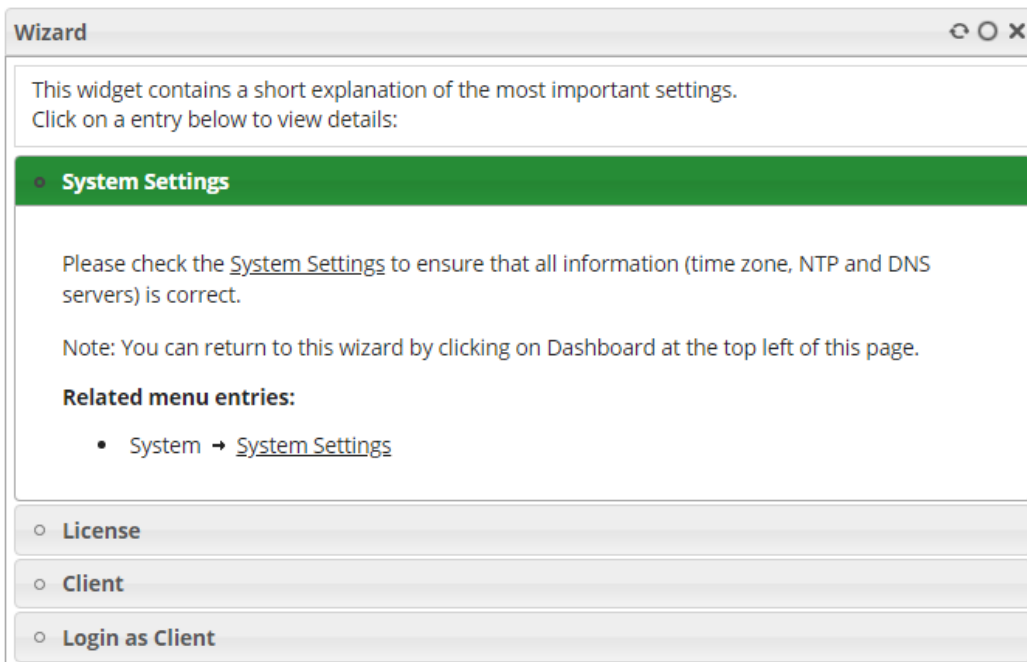 Wizard
This widget contains a short explanation of the most important settings.
Click on a entry below to view details:
System Settings
Please check the System Settings to ensure that all information (time zone, NTP and DNS
servers) is correct.
Note: You can return to this wizard by clicking on Dashboard at the top left of this page.
Related menu entries:
• System → System Settings
License
Client
Login as Client